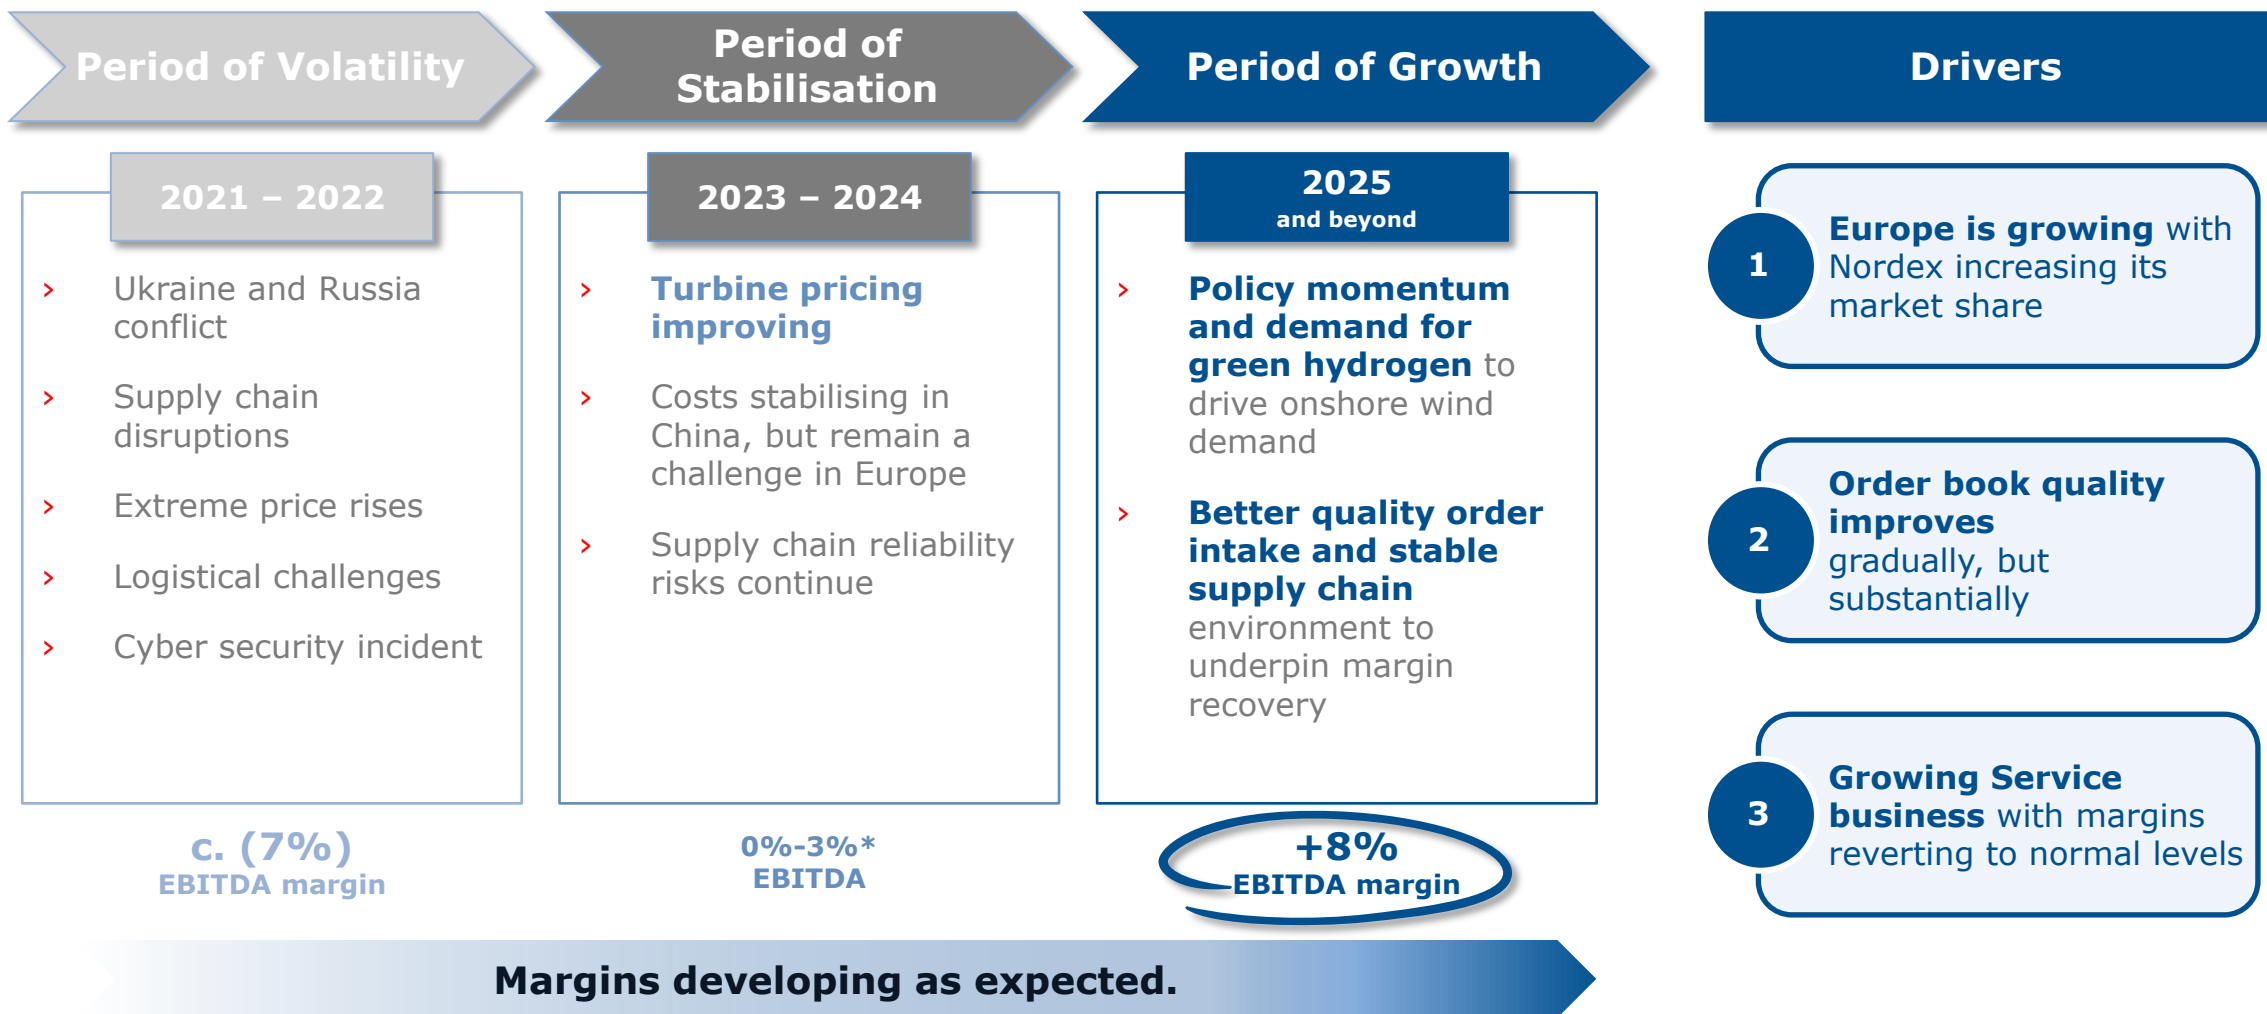 Period of Volatility
Period of
Stabilisation
Period of Growth
Drivers
2021 – 2022
› Ukraine and Russia
conflict
› Supply chain
disruptions
› Extreme price rises
› Logistical challenges
› Cyber security incident
c. (7%)
EBITDA margin
2023 – 2024
› Turbine pricing
improving
› Costs stabilising in
China, but remain a
challenge in Europe
› Supply chain reliability
risks continue
0%-3%*
EBITDA
2025
and beyond
› Policy momentum
and demand for
green hydrogen to
drive onshore wind
demand
› Better quality order
intake and stable
supply chain
environment to
underpin margin
recovery
+8%
EBITDA margin
1
Europe is growing with
Nordex increasing its
market share
2
Order book quality
improves
gradually, but
substantially
3
Growing Service
business with margins
reverting to normal levels
Margins developing as expected.